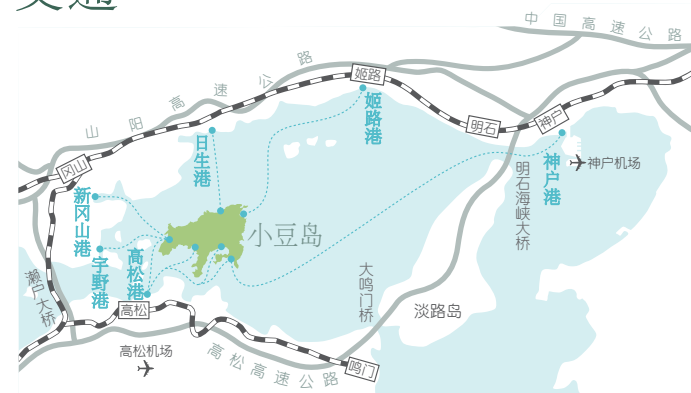 交通
中国高速公路
山阳高速公路
姬路
姬路港
明石
神户
神户港
神户机场
明石海峡大桥
日生港
冈山
新冈山港
宇野港
高松港
小豆岛
濑户大桥
高松
高松机场
高松高速公路
大鸣门桥
淡路岛
鸣门